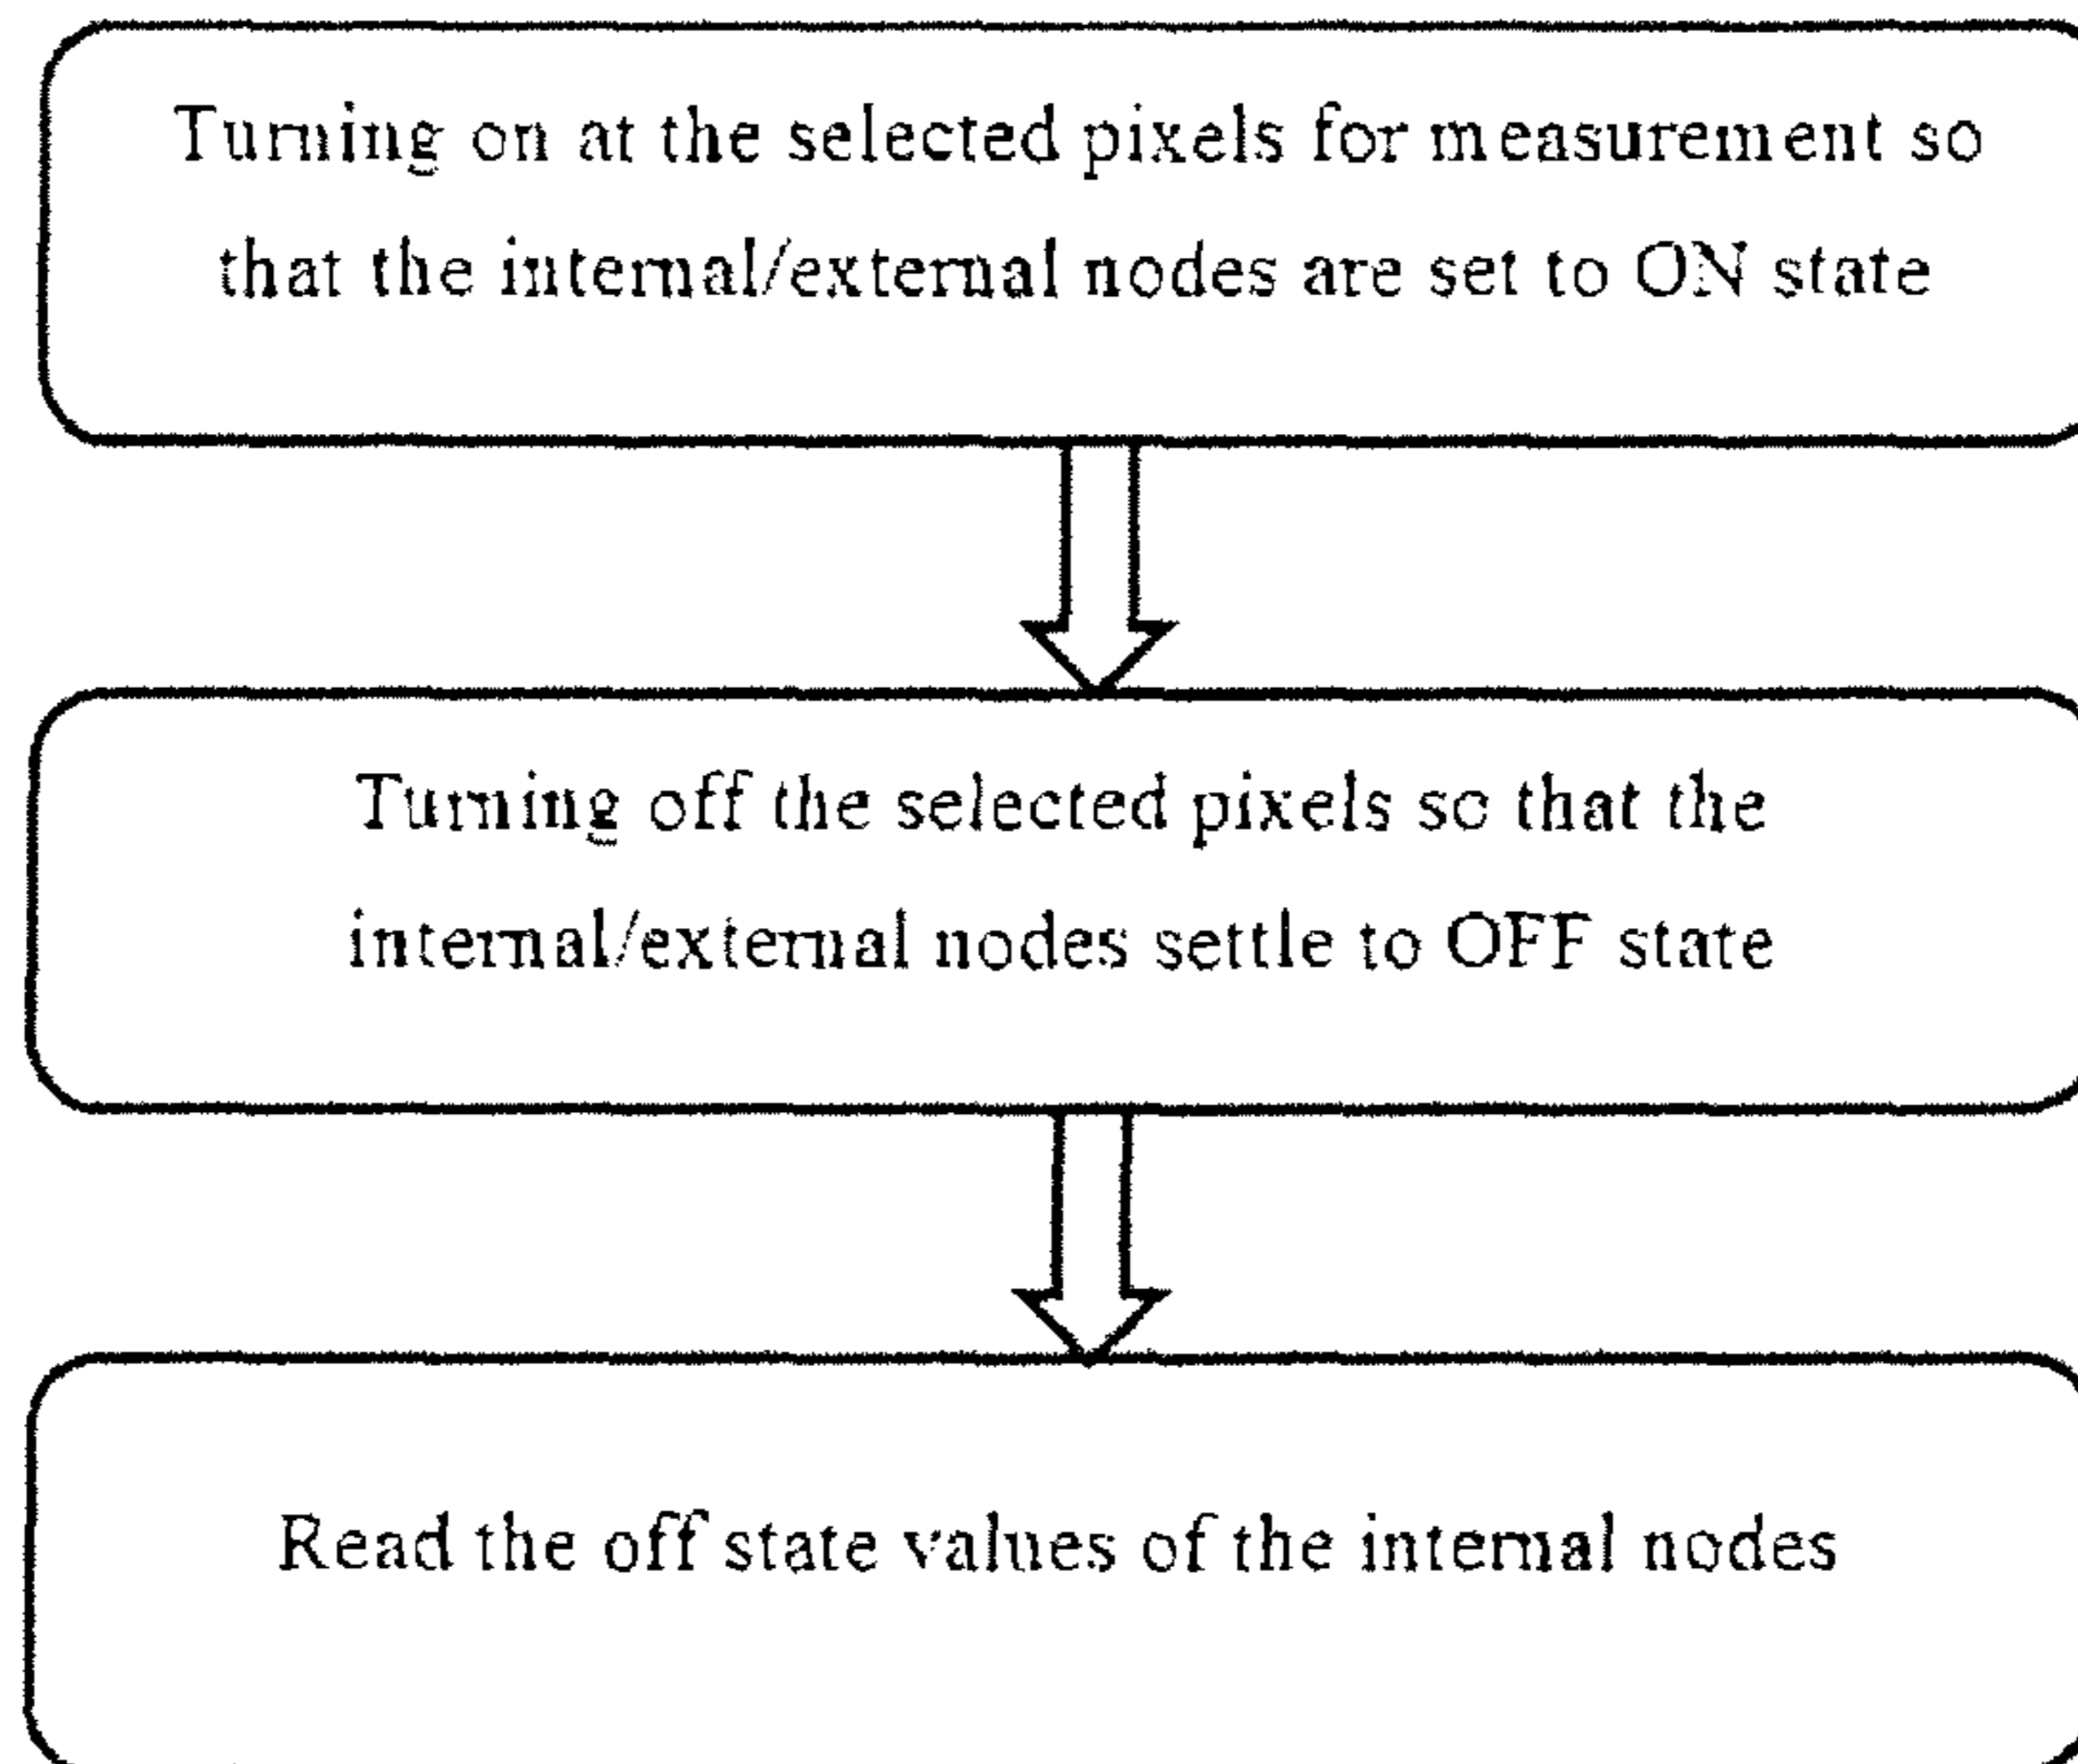 Turning on at the selected pixels for measurement so
that the internal/external nodes are set to ON state
Turning off the selected pixels so that the
internal/external nodes settle to OFF state
Read the off state values of the internal nodes